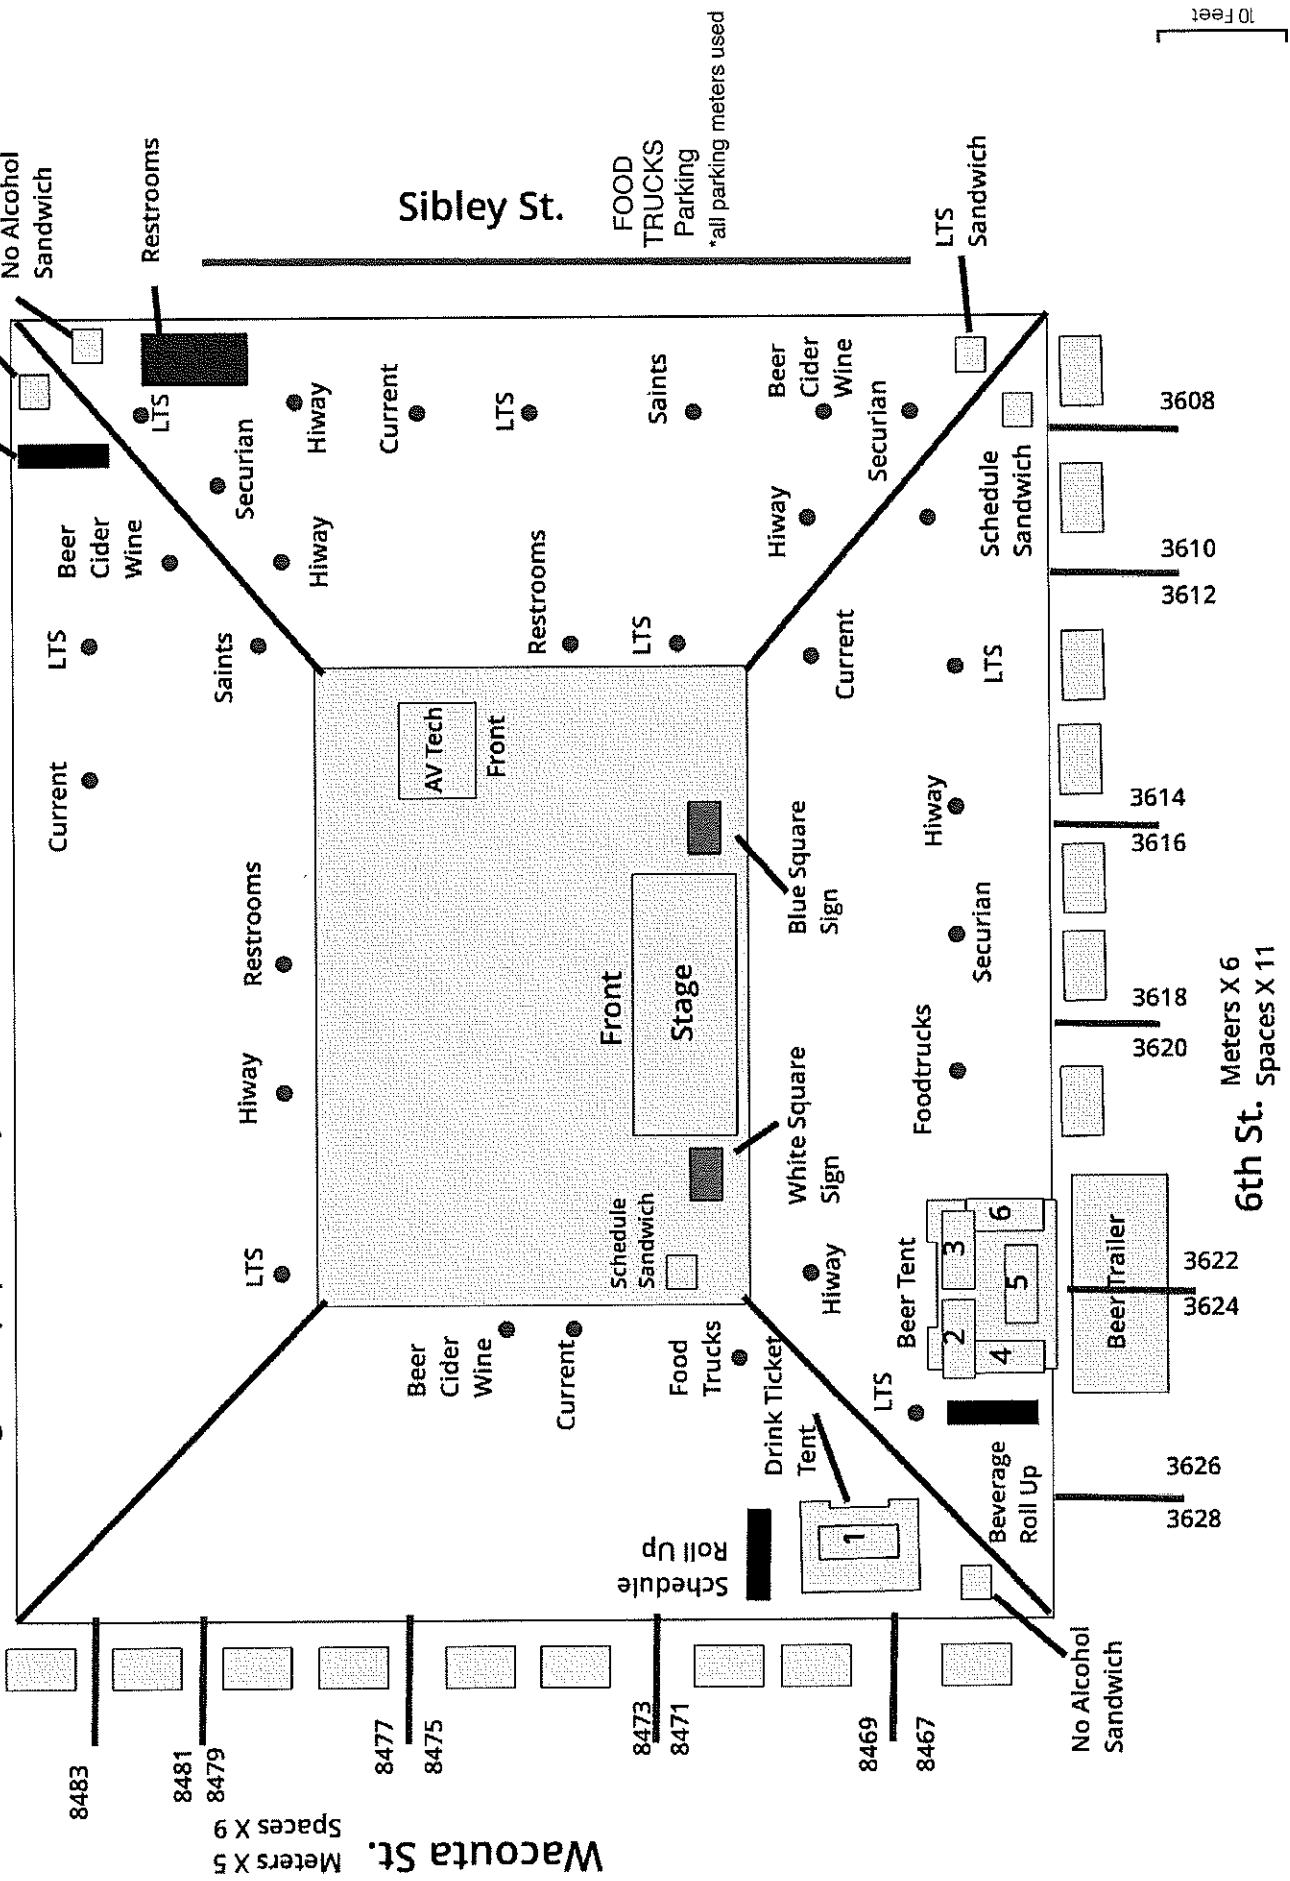 No Alcohol
Sandwich
Restrooms
10 Feet
Sibley St.
FOOD
TRUCKS
Parking
*all parking meters used
LTS
Sandwich
LTS
Securian
Hiway
Current
LTS
Saints
Beer
Cider
Wine
Securian
Beer
Cider
Wine
Hiway
Hiway
Schedule
Sandwich
LTS
Saints
Restrooms
LTS
Current
LTS
Current
AV Tech
Front
Hiway
Blue Square
Sign
Securian
Restrooms
Front
Stage
Foodtrucks
Hiway
White Square
Sign
LTS
Schedule
Sandwich
Hiway
Beer Tent
2
3
4
5
6
Beer Trailer
Beer
Cider
Wine
Current
Food
Trucks
Drink Ticket
Tent
LTS
Beverage
Roll Up
Schedule
Roll Up
1
No Alcohol
Sandwich
3608
3610
3612
3614
3616
3618
3620
3622
3624
3626
3628
6th St.
Meters X 6
Spaces X 11
8483
8481
8479
8477
8475
8473
8471
8469
8467
Wacouta St.
Meters X 5
Spaces X 9